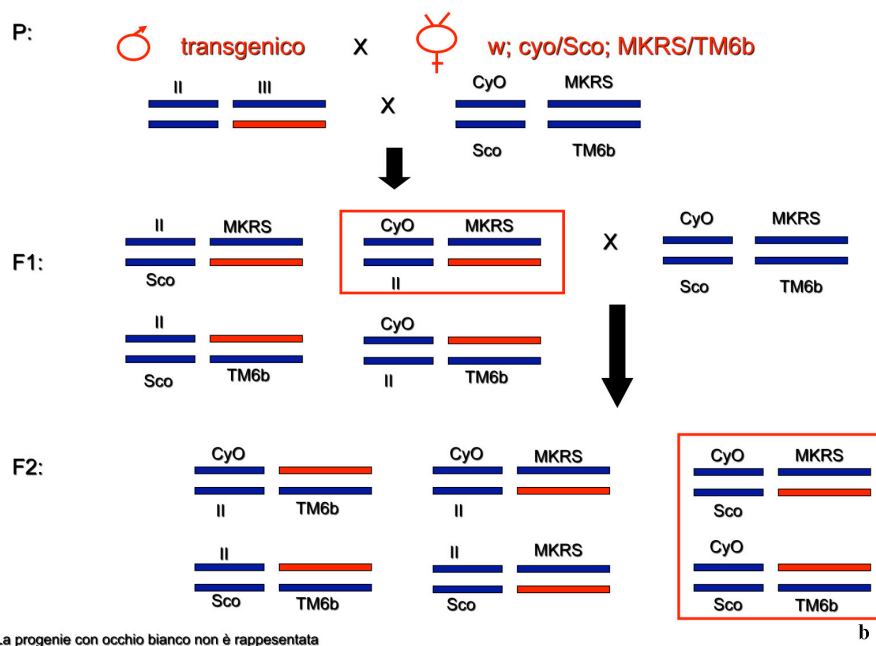 P:
transgenico X w; cyo/Sco; MKRS/TM6b
II III X CyO MKRS
Sco TM6b
F1:
II MKRS CyO MKRS X CyO MKRS
Sco II Sco TM6b
II CyO
Sco TM6b II TM6b
F2:
CyO CyO MKRS CyO MKRS
II TM6b II Sco
II II MKRS CyO
Sco TM6b Sco Sco TM6b
La progenie con occhio bianco non è rappesentata
b